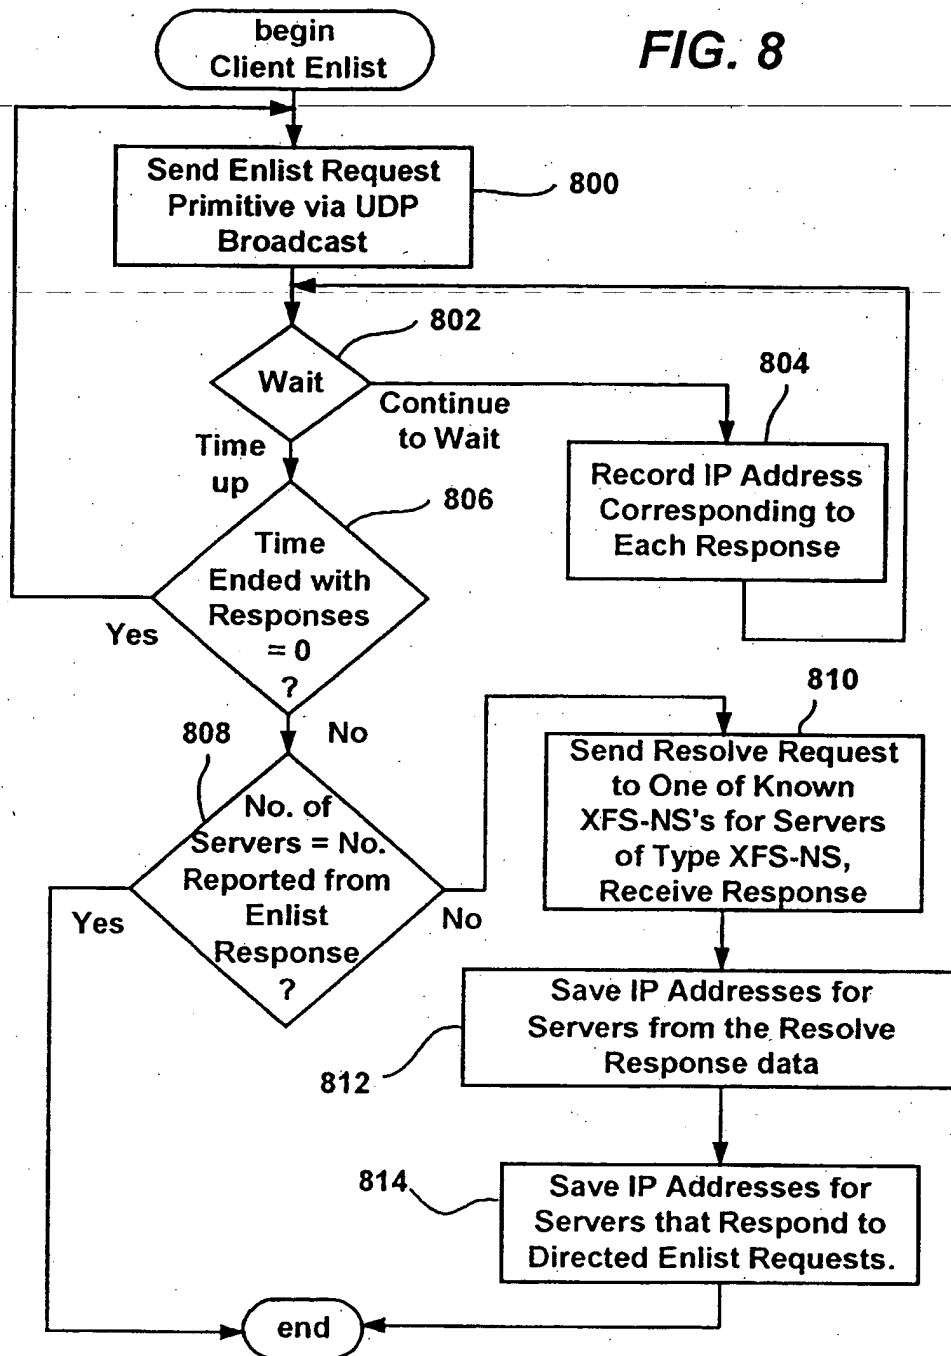 begin
Client Enlist
FIG. 8
Send Enlist Request
Primitive via UDP
Broadcast
800
802
Wait
Continue
to Wait
804
Time
up
Record IP Address
Corresponding to
Each Response
806
Time
Ended with
Responses
= 0
?
Yes
No
808
No. of
Servers = No.
Reported from
Enlist
Response
?
Yes
No
810
Send Resolve Request
to One of Known
XFS-NS's for Servers
of Type XFS-NS,
Receive Response
Save IP Addresses for
Servers from the Resolve
Response data
812
814
Save IP Addresses for
Servers that Respond to
Directed Enlist Requests.
end